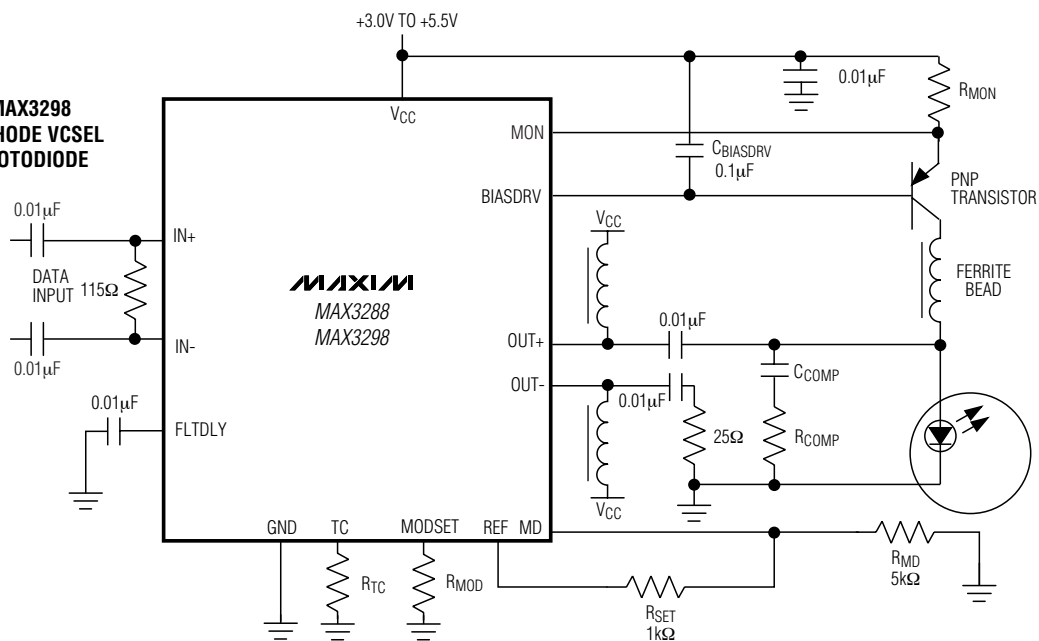 +3.0V TO +5.5V
0.01μF
RMON
VCC
MAX3298
HODE VCSEL
OTODIODE
MON
CBIASDRV
0.1μF
BIASDRV
PNP
TRANSISTOR
0.01μF
IN+
VCC
DATA
INPUT
115Ω
MAXIM
MAX3288
MAX3298
FERRITE
BEAD
0.01μF
OUT+
IN-
0.01μF
CCOMP
OUT-
0.01μF
0.01μF
FLTDLY
25Ω
RCOMP
VCC
GND
TC
MODSET
REF
MD
RTC
RMOD
RMD
5kΩ
RSET
1kΩ